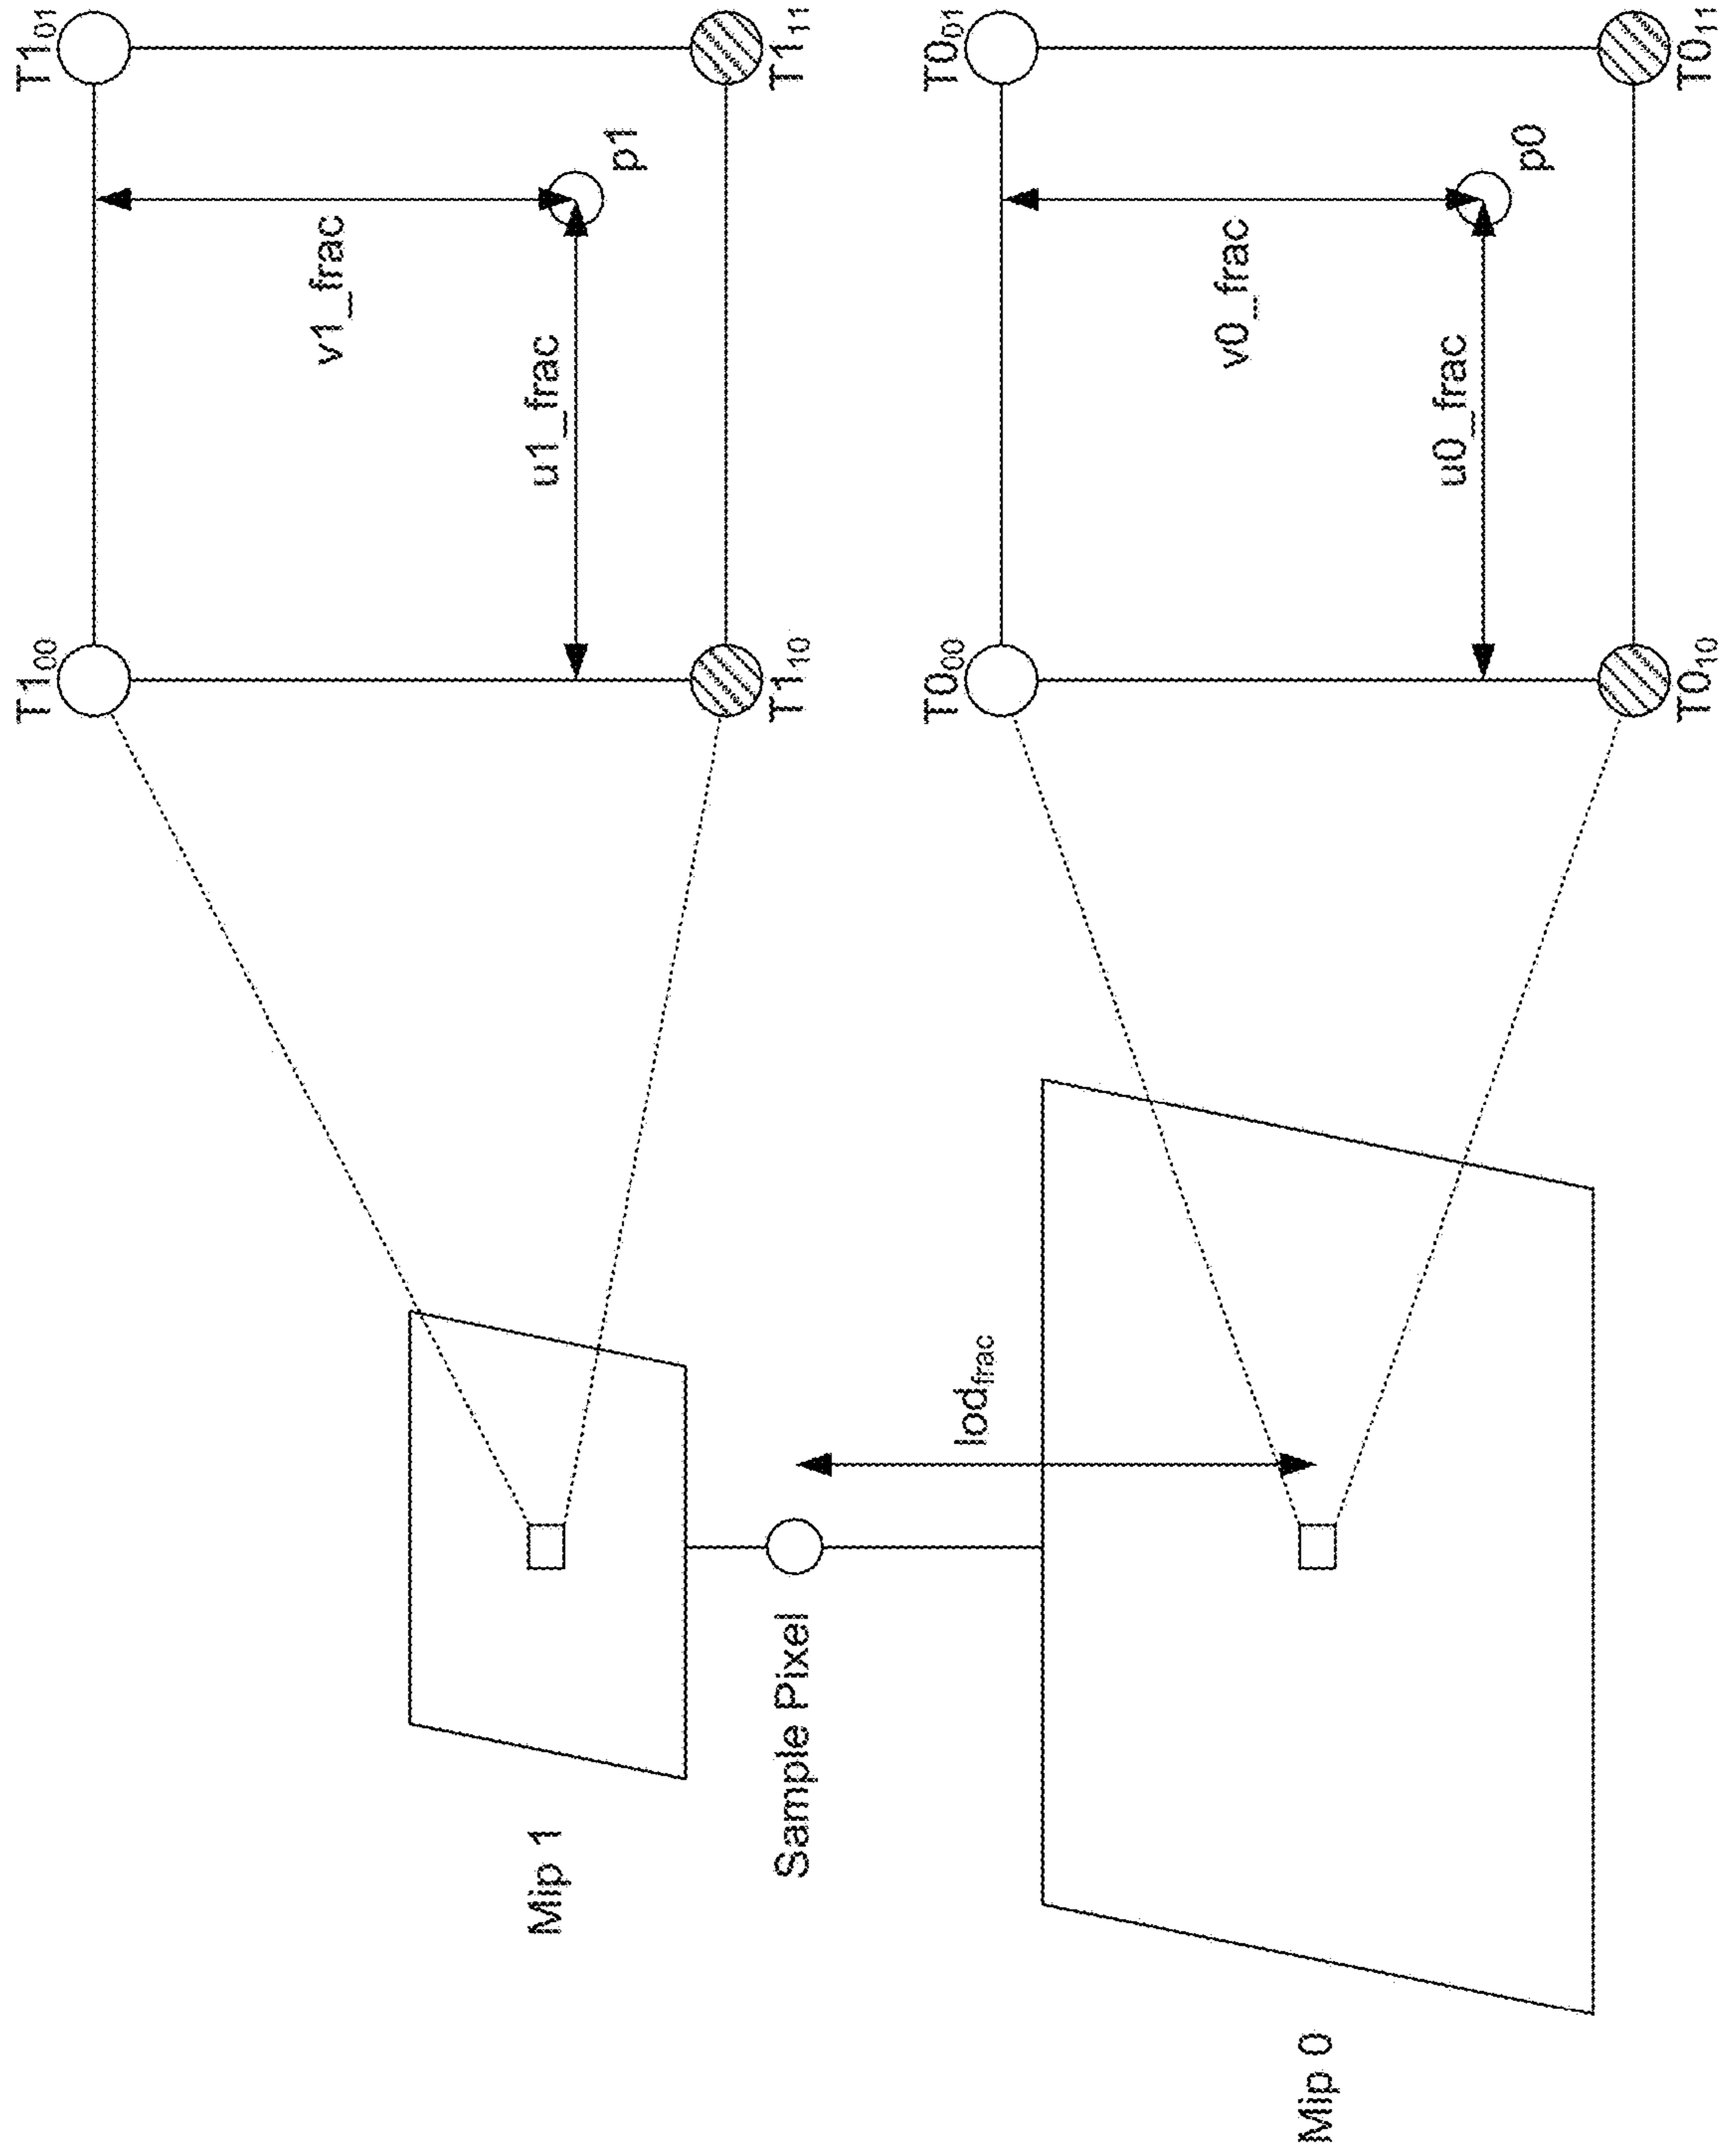 T1₀₀
T1₀₁
v1_frac
Mip 1
u1_frac
p1
Sample Pixel
T1₁₀
T1₁₁
T0₀₀
T0₀₁
lod_frac
v0_frac
Mip 0
u0_frac
p0
T0₁₀
T0₁₁